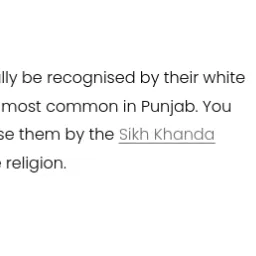 lly be recognised by their white
most common in Punjab. You
se them by the Sikh Khanda
religion.